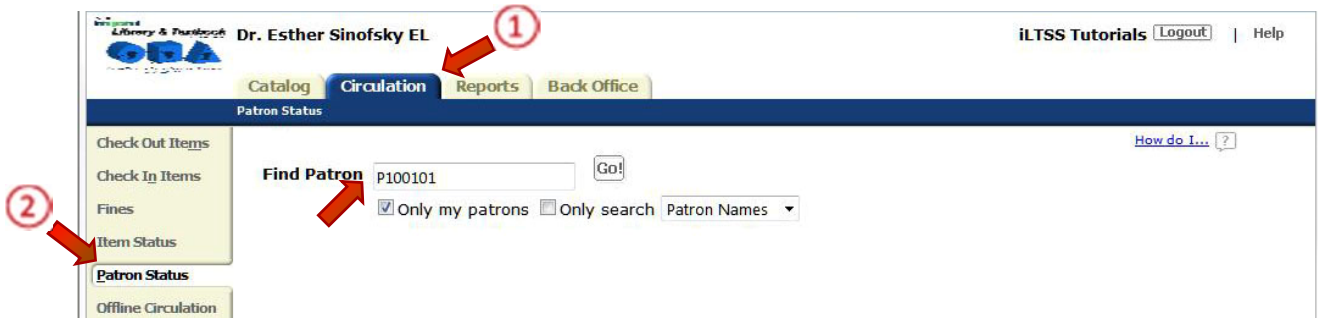 Library & Textbook
Dr. Esther Sinofsky EL
1
iLTSS Tutorials Logout | Help
Catalog Circulation Reports Back Office
Patron Status
Check Out Items
Check In Items
Fines
Item Status
Patron Status
Offline Circulation
2
How do I... ?
Find Patron P100101 Go!
Only my patrons Only search Patron Names